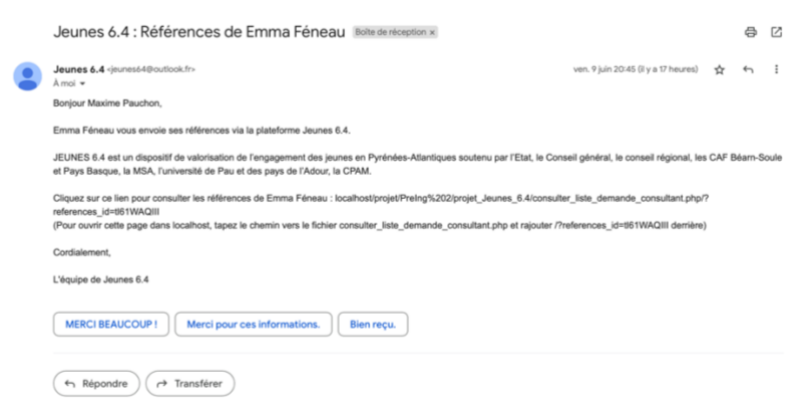 Jeunes 6.4 : Références de Emma Féneau Boîte de réception ×
Jeunes 6.4 <jeunes64@outlook.fr> ven. 9 juin 20:45 (il y a 17 heures)
À moi
Bonjour Maxime Pauchon,
Emma Féneau vous envoie ses références via la plateforme Jeunes 6.4.
JEUNES 6.4 est un dispositif de valorisation de l'engagement des jeunes en Pyrénées-Atlantiques soutenu par l'Etat, le Conseil général, le conseil régional, les CAF Béarn-Soule
et Pays Basque, la MSA, l'université de Pau et des pays de l'Adour, la CPAM.
Cliquez sur ce lien pour consulter les références de Emma Féneau : localhost/projet/PreIng%202/projet_Jeunes_6.4/consulter_liste_demande_consultant.php/?
references_id=tl61WAQIII
(Pour ouvrir cette page dans localhost, tapez le chemin vers le fichier consulter_liste_demande_consultant.php et rajouter /?references_id=tl61WAQIII derrière)
Cordialement,
L'équipe de Jeunes 6.4
MERCI BEAUCOUP ! Merci pour ces informations. Bien reçu.
Répondre Transférer